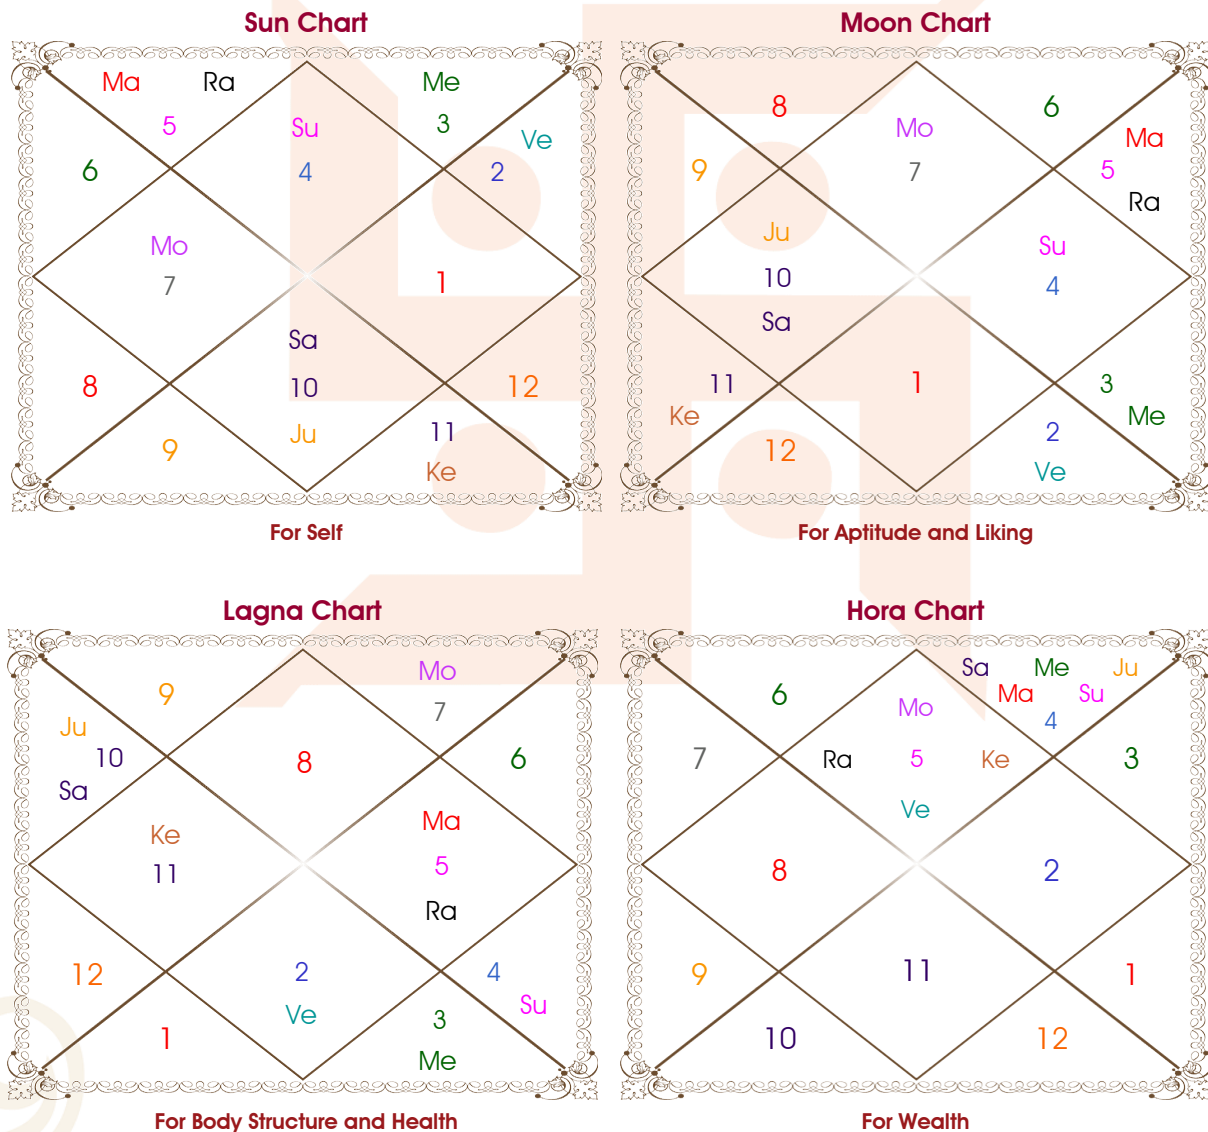 Sun Chart
Ma Ra Me
5 Su 3 Ve
6 4 2
Mo
7 1
Sa
8 10 12
9 Ju 11
Ke
For Self
Moon Chart
8 6
Mo Ma
9 7 5
Ra
Ju Su
10 4
Sa
11 1 3
Ke Me
12 2
Ve
For Aptitude and Liking
Lagna Chart
9 Mo
Ju 7
10 8 6
Sa
Ke Ma
11 5
Ra
12 2 4
Ve Su
1 3
Me
For Body Structure and Health
Hora Chart
Sa Me Ju
6 Ma Su
Mo 4
7 Ra 5 Ke 3
Ve
8 2
9 11 1
10 12
For Wealth